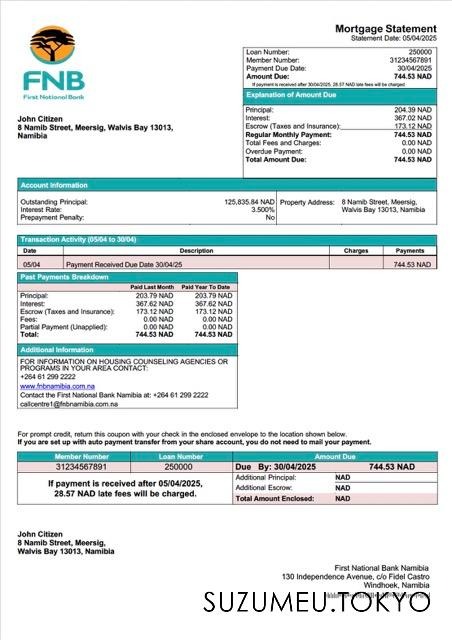 Mortgage Statement
Statement Date: 05/04/2025
FNB
First National Bank
Loan Number: 250000
Member Number: 31234567891
Payment Due Date: 30/04/2025
Amount Due: 744.53 NAD
If payment is received after 30/04/2025, 28.57 NAD late fees will be charged.
Explanation of Amount Due
Principal: 204.39 NAD
Interest: 367.02 NAD
Escrow (Taxes and Insurance): 173.12 NAD
Regular Monthly Payment: 744.53 NAD
Total Fees and Charges: 0.00 NAD
Overdue Payment: 0.00 NAD
Total Amount Due: 744.53 NAD
John Citizen
8 Namib Street, Meersig, Walvis Bay 13013,
Namibia
Account Information
Outstanding Principal: 125,835.84 NAD
Interest Rate: 3.500%
Prepayment Penalty: No
Property Address: 8 Namib Street, Meersig,
Walvis Bay 13013, Namibia
Transaction Activity (05/04 to 30/04)
Date Description Charges Payments
05/04 Payment Received Due Date 30/04/25 744.53 NAD
Past Payments Breakdown
Paid Last Month Paid Year To Date
Principal: 203.79 NAD 203.79 NAD
Interest: 367.62 NAD 367.62 NAD
Escrow (Taxes and Insurance): 173.12 NAD 173.12 NAD
Fees: 0.00 NAD 0.00 NAD
Partial Payment (Unapplied): 0.00 NAD 0.00 NAD
Total: 744.53 NAD 744.53 NAD
Additional Information
FOR INFORMATION ON HOUSING COUNSELING AGENCIES OR
PROGRAMS IN YOUR AREA CONTACT:
+264 61 299 2222
www.fnbnamibia.com.na
Contact the First National Bank Namibia at: +264 61 299 2222
callcentre1@fnbnamibia.com.na
For prompt credit, return this coupon with your check in the enclosed envelope to the location shown below.
If you are set up with auto payment transfer from your share account, you do not need to mail your payment.
Member Number Loan Number Amount Due
31234567891 250000 Due By: 30/04/2025 744.53 NAD
If payment is received after 05/04/2025,
28.57 NAD late fees will be charged.
Additional Principal: NAD
Additional Escrow: NAD
Total Amount Enclosed: NAD
John Citizen
8 Namib Street, Meersig,
Walvis Bay 13013, Namibia
First National Bank Namibia
130 Independence Avenue, c/o Fidel Castro
Windhoek, Namibia
SUZUMEU.TOKYO